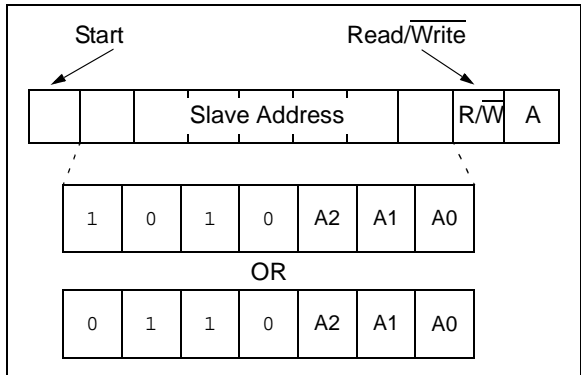 Start Read/Write
Slave Address R/W A
1 0 1 0 A2 A1 A0
OR
0 1 1 0 A2 A1 A0